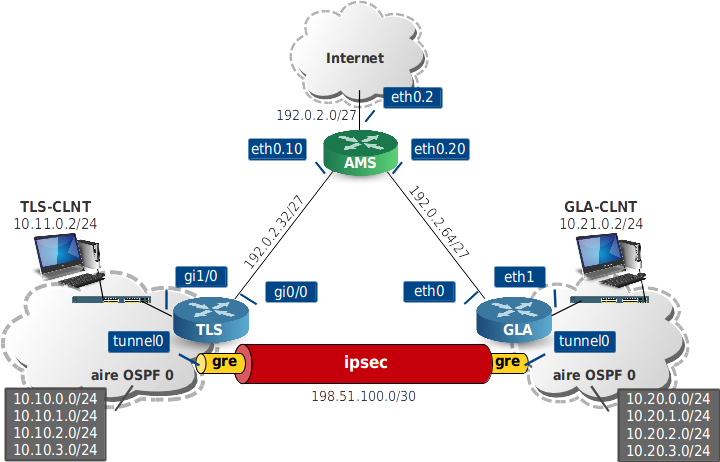 Internet
eth0.2
192.0.2.0/27
eth0.10
eth0.20
AMS
TLS-CLNT
10.11.0.2/24
GLA-CLNT
10.21.0.2/24
192.0.2.32/27
192.0.2.64/27
gi1/0
gi0/0
eth0
eth1
TLS
GLA
tunnel0
tunnel0
gre
ipsec
gre
aire OSPF 0
aire OSPF 0
198.51.100.0/30
10.10.0.0/24
10.10.1.0/24
10.10.2.0/24
10.10.3.0/24
10.20.0.0/24
10.20.1.0/24
10.20.2.0/24
10.20.3.0/24